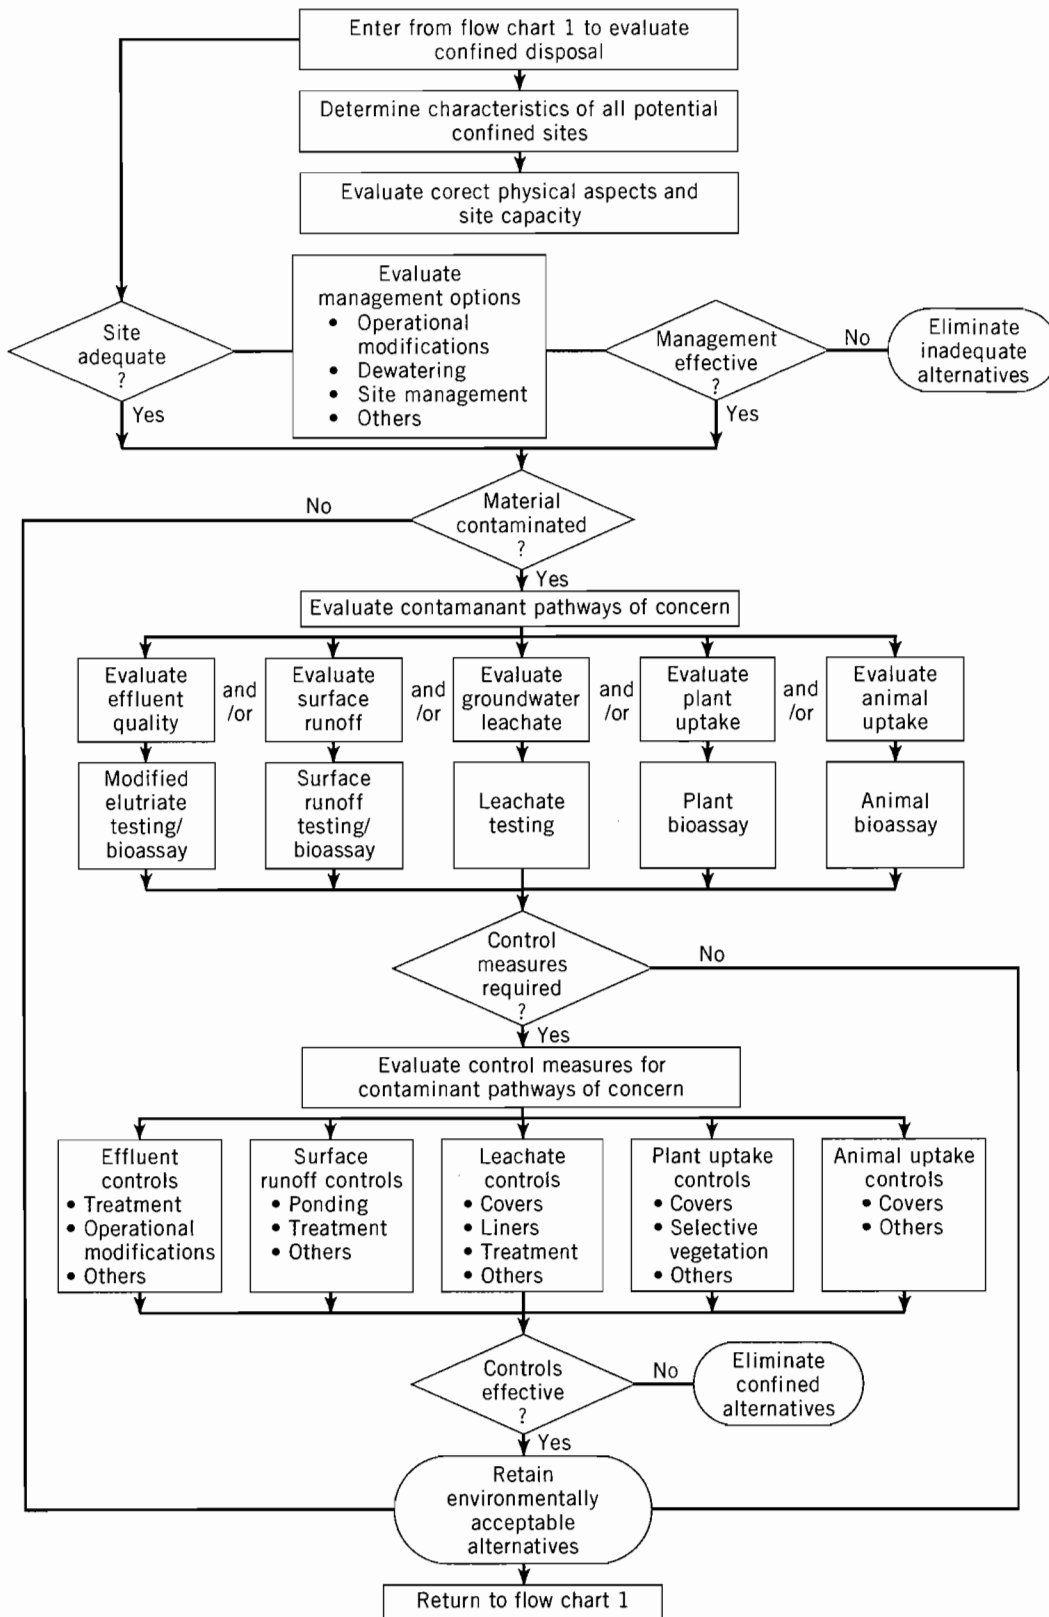 Enter from flow chart 1 to evaluate
confined disposal
Determine characteristics of all potential
confined sites
Evaluate corect physical aspects and
site capacity
Site
adequate
?
Yes
Evaluate
management options
• Operational
modifications
• Dewatering
• Site management
• Others
Management
effective
?
Yes
No
Eliminate
inadequate
alternatives
Material
contaminated
?
No
Yes
Evaluate contamanant pathways of concern
Evaluate
effluent
quality
and
/or
Evaluate
surface
runoff
and
/or
Evaluate
groundwater
leachate
and
/or
Evaluate
plant
uptake
and
/or
Evaluate
animal
uptake
Modified
elutriate
testing/
bioassay
Surface
runoff
testing/
bioassay
Leachate
testing
Plant
bioassay
Animal
bioassay
Control
measures
required
?
No
Yes
Evaluate control measures for
contaminant pathways of concern
Effluent
controls
• Treatment
• Operational
modifications
• Others
Surface
runoff controls
• Ponding
• Treatment
• Others
Leachate
controls
• Covers
• Liners
• Treatment
• Others
Plant uptake
controls
• Covers
• Selective
vegetation
• Others
Animal uptake
controls
• Covers
• Others
Controls
effective
?
No
Eliminate
confined
alternatives
Yes
Retain
environmentally
acceptable
alternatives
Return to flow chart 1